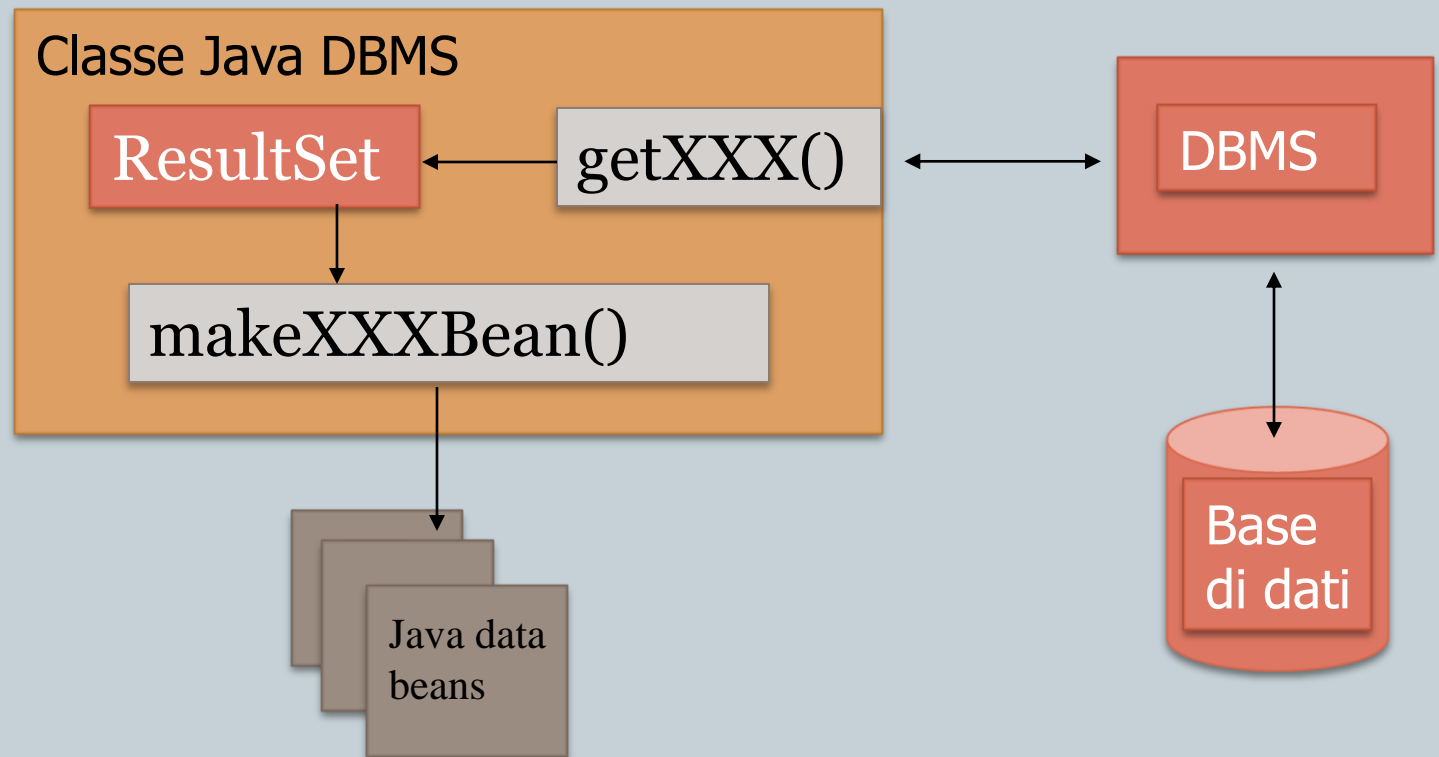 Classe Java DBMS
ResultSet
getXXX()
DBMS
makeXXXBean()
Base
di dati
Java data
beans